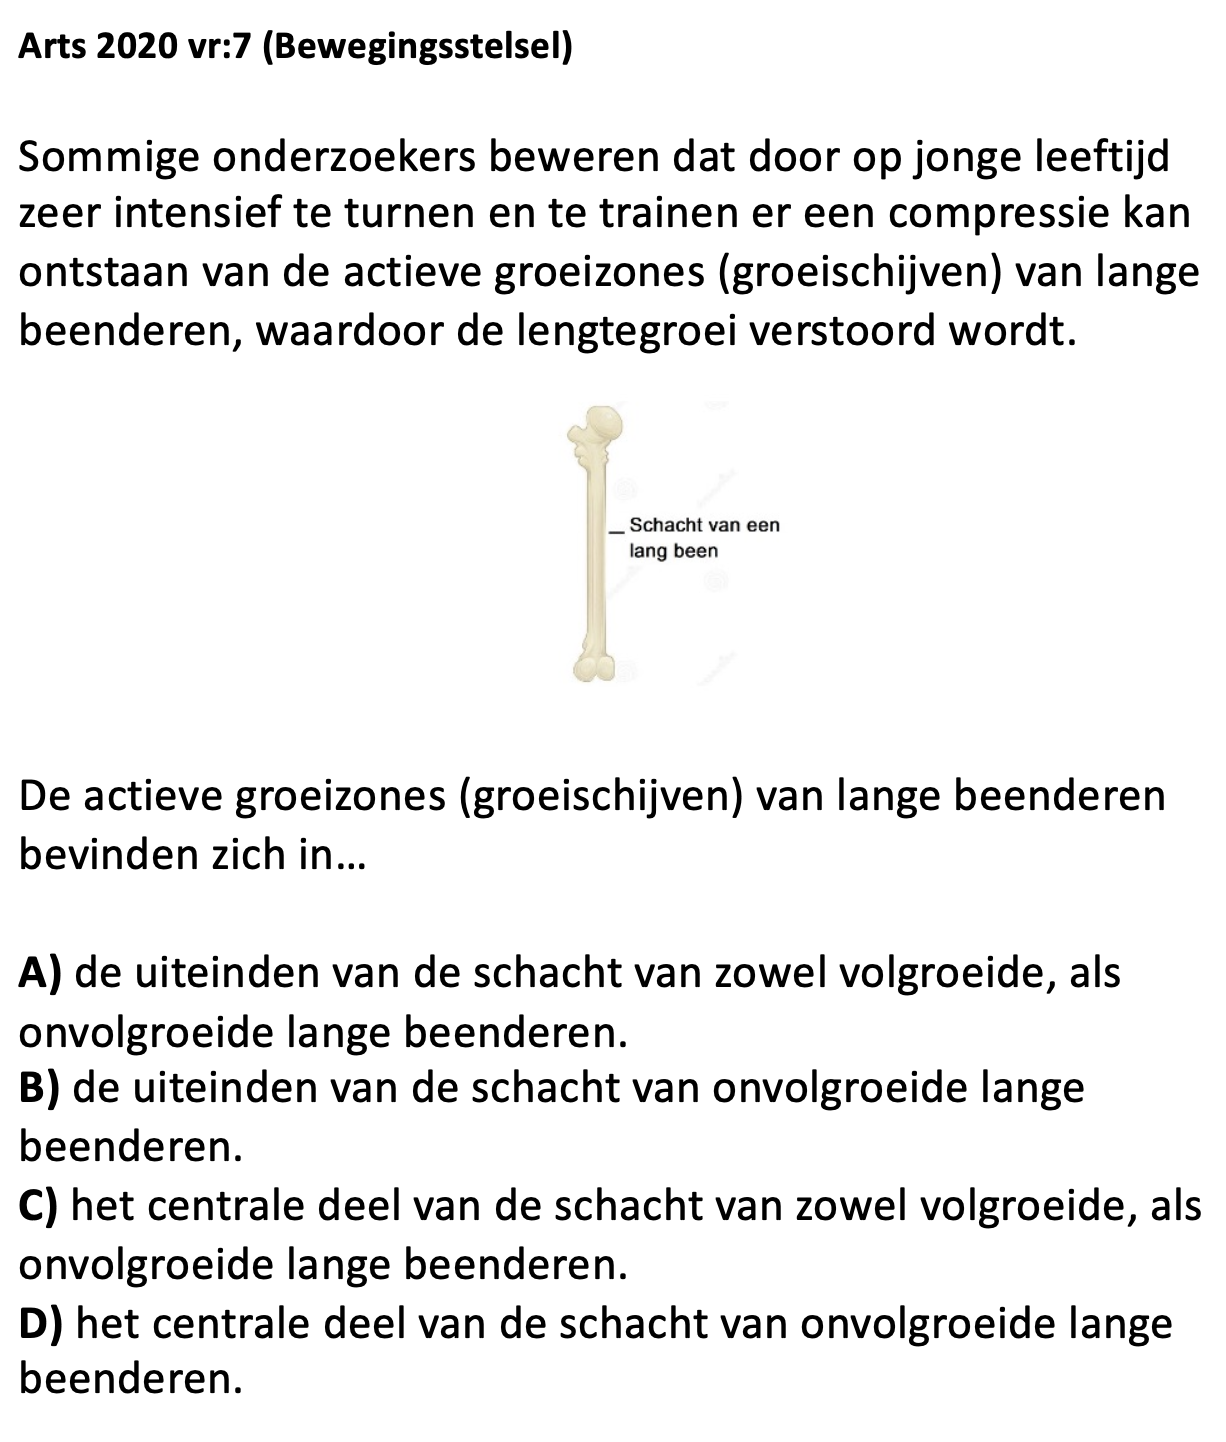 Arts 2020 vr:7 (Bewegingsstelsel)
Sommige onderzoekers beweren dat door op jonge leeftijd
zeer intensief te turnen en te trainen er een compressie kan
ontstaan van de actieve groeizones (groeischijven) van lange
beenderen, waardoor de lengtegroei verstoord wordt.
Schacht van een
lang been
De actieve groeizones (groeischijven) van lange beenderen
bevinden zich in...
A) de uiteinden van de schacht van zowel volgroeide, als
onvolgroeide lange beenderen.
B) de uiteinden van de schacht van onvolgroeide lange
beenderen.
C) het centrale deel van de schacht van zowel volgroeide, als
onvolgroeide lange beenderen.
D) het centrale deel van de schacht van onvolgroeide lange
beenderen.